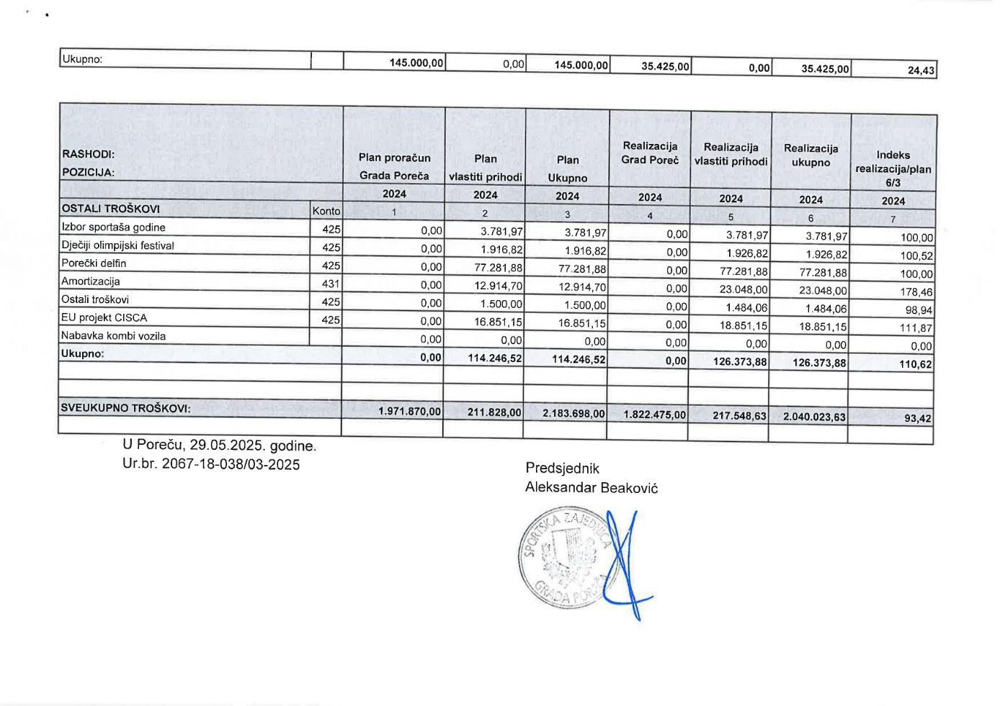 Ukupno: 145.000,00 0,00 145.000,00 35.425,00 0,00 35.425,00 24,43
RASHODI:
POZICIJA:
Plan proračun Grada Poreča
Plan vlastiti prihodi
Plan Ukupno
Realizacija Grad Poreč
Realizacija vlastiti prihodi
Realizacija ukupno
Indeks realizacija/plan 6/3
2024 2024 2024 2024 2024 2024 2024
OSTALI TROŠKOVI Konto 1 2 3 4 5 6 7
Izbor sportaša godine 425 0,00 3.781,97 3.781,97 0,00 3.781,97 3.781,97 100,00
Dječiji olimpijski festival 425 0,00 1.916,82 1.916,82 0,00 1.926,82 1.926,82 100,52
Porečki delfin 425 0,00 77.281,88 77.281,88 0,00 77.281,88 77.281,88 100,00
Amortizacija 431 0,00 12.914,70 12.914,70 0,00 23.048,00 23.048,00 178,46
Ostali troškovi 425 0,00 1.500,00 1.500,00 0,00 1.484,06 1.484,06 98,94
EU projekt CISCA 425 0,00 16.851,15 16.851,15 0,00 18.851,15 18.851,15 111,87
Nabavka kombi vozila 0,00 0,00 0,00 0,00 0,00 0,00 0,00
Ukupno: 0,00 114.246,52 114.246,52 0,00 126.373,88 126.373,88 110,62
SVEUKUPNO TROŠKOVI: 1.971.870,00 211.828,00 2.183.698,00 1.822.475,00 217.548,63 2.040.023,63 93,42
U Poreču, 29.05.2025. godine.
Ur.br. 2067-18-038/03-2025
Predsjednik
Aleksandar Beaković
SPORTSKA ZAJEDNICA
GRADA POREČA